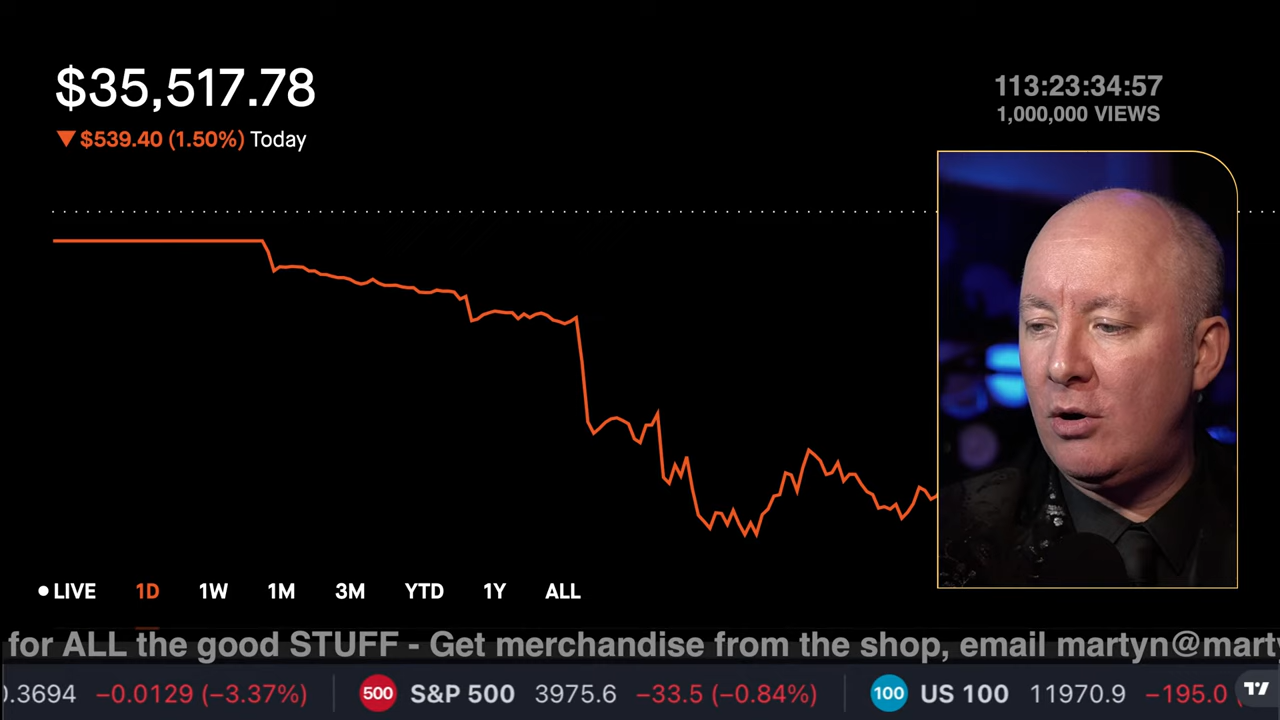 $35,517.78
▼ $539.40 (1.50%) Today
113:23:34:57
1,000,000 VIEWS
LIVE 1D 1W 1M 3M YTD 1Y ALL
for ALL the good STUFF - Get merchandise from the shop, email martyn@marty
0.3694 −0.0129 (−3.37%) 500 S&P 500 3975.6 −33.5 (−0.84%) 100 US 100 11970.9 −195.0 (